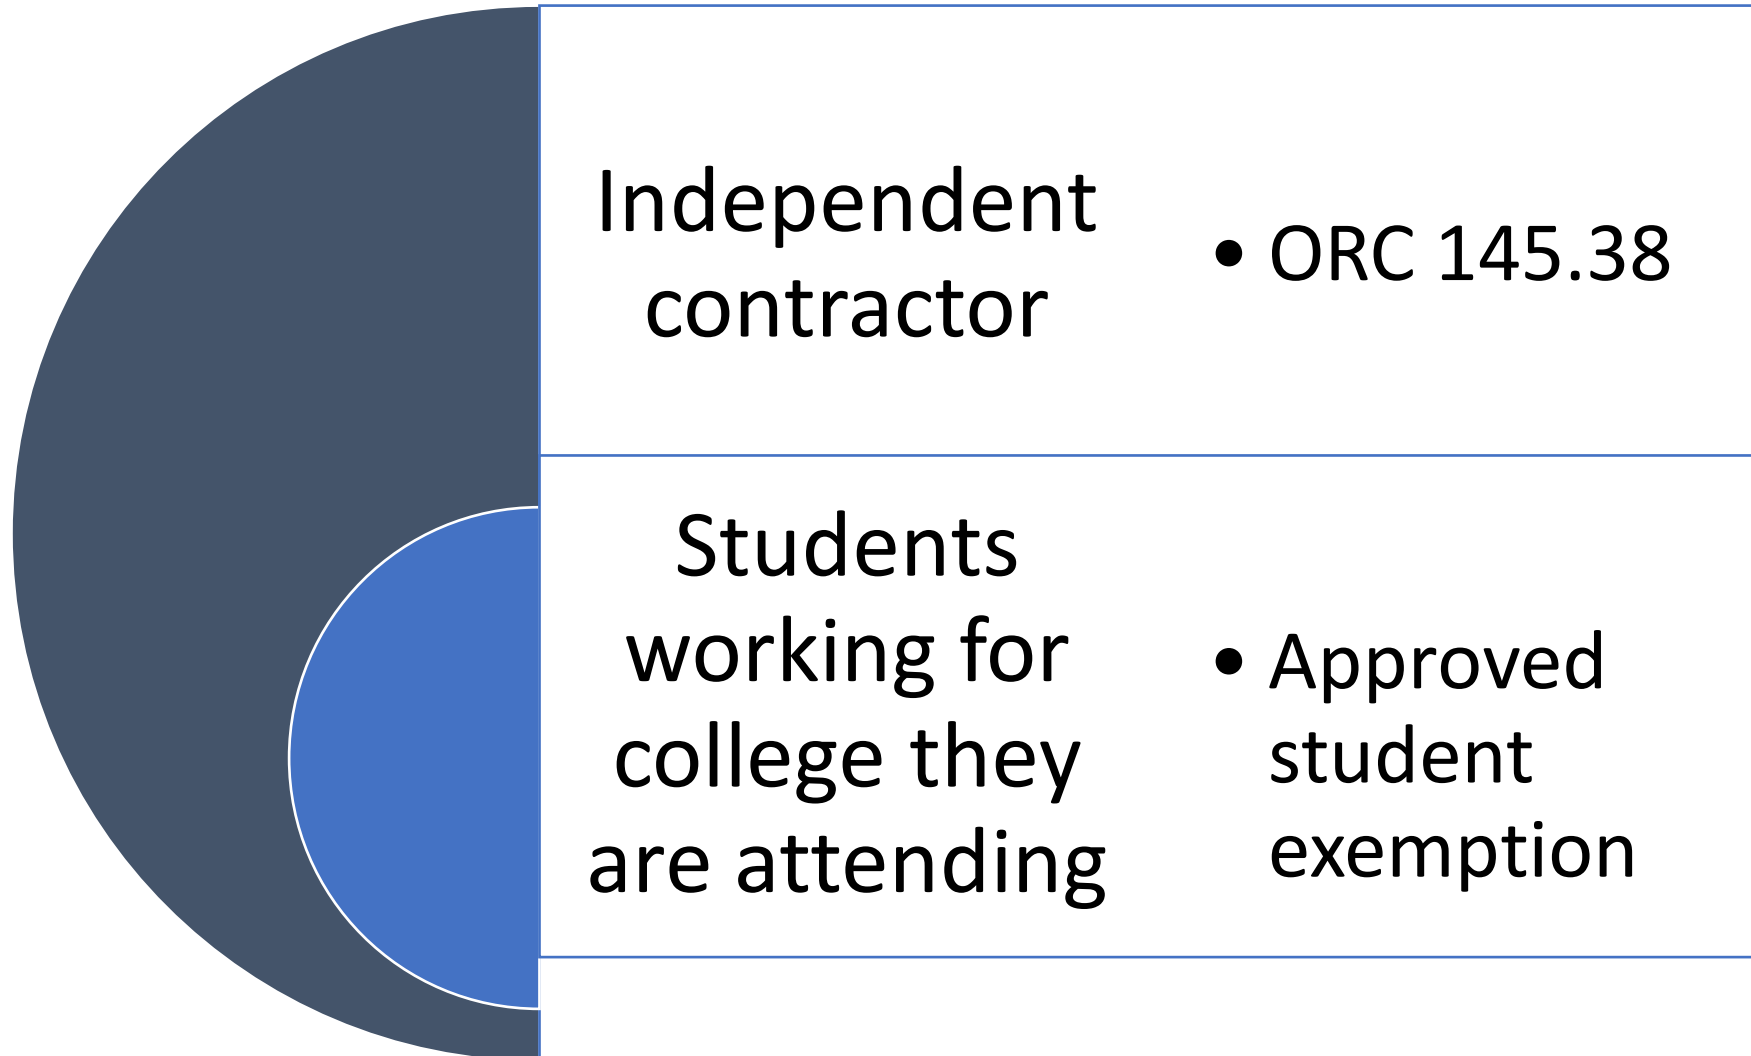 Independent
contractor
• ORC 145.38
Students
working for
college they
are attending
• Approved
student
exemption